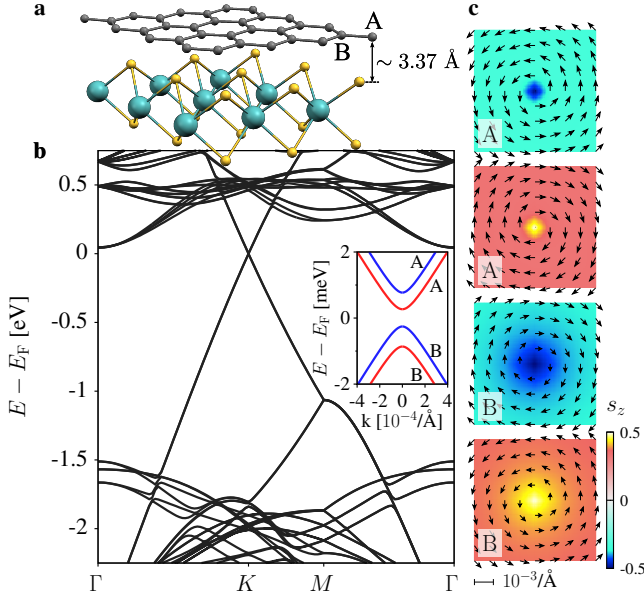 a
A
B
~ 3.37 Å
b
E − E_F [eV]
0.5
0
-0.5
-1
-1.5
-2
Γ
K
M
Γ
E − E_F [meV]
2
1
0
-1
-2
A
A
B
B
-4 -2 0 2 4
k [10⁻⁴/Å]
c
A
A
B
B
s_z
0.5
0
-0.5
10⁻³/Å